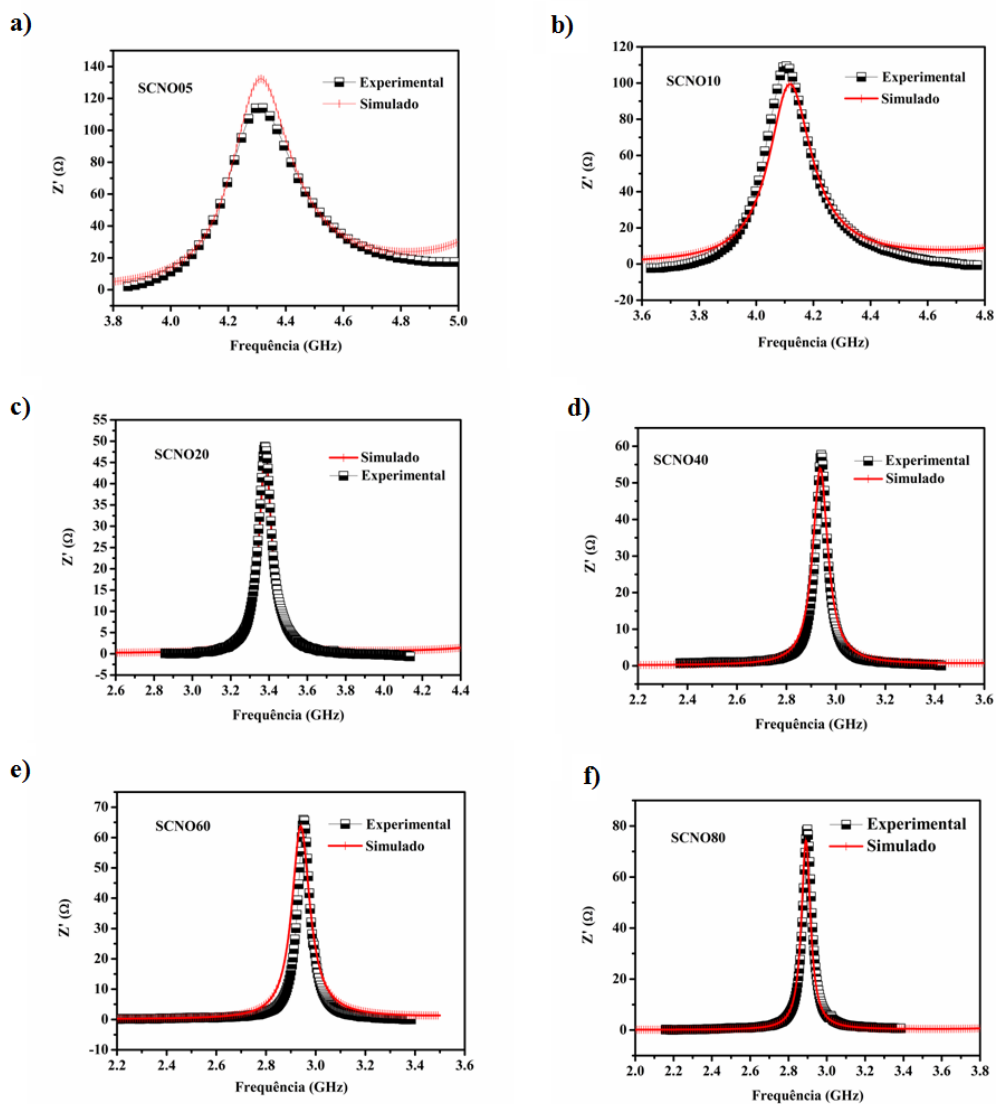 a)
SCNO05
Experimental
Simulado
Z' (Ω)
140
120
100
80
60
40
20
0
3.8 4.0 4.2 4.4 4.6 4.8 5.0
Frequência (GHz)
b)
SCNO10
Experimental
Simulado
Z' (Ω)
120
100
80
60
40
20
0
-20
3.6 3.8 4.0 4.2 4.4 4.6 4.8
Frequência (GHz)
c)
SCNO20
Simulado
Experimental
Z' (Ω)
55
50
45
40
35
30
25
20
15
10
5
0
-5
2.6 2.8 3.0 3.2 3.4 3.6 3.8 4.0 4.2 4.4
Frequência (GHz)
d)
SCNO40
Experimental
Simulado
Z' (Ω)
60
50
40
30
20
10
0
2.2 2.4 2.6 2.8 3.0 3.2 3.4 3.6
Frequência (GHz)
e)
SCNO60
Experimental
Simulado
Z' (Ω)
70
60
50
40
30
20
10
0
-10
2.2 2.4 2.6 2.8 3.0 3.2 3.4 3.6
Frequência (GHz)
f)
SCNO80
Experimental
Simulado
Z' (Ω)
80
60
40
20
0
2.0 2.2 2.4 2.6 2.8 3.0 3.2 3.4 3.6 3.8
Frequência (GHz)